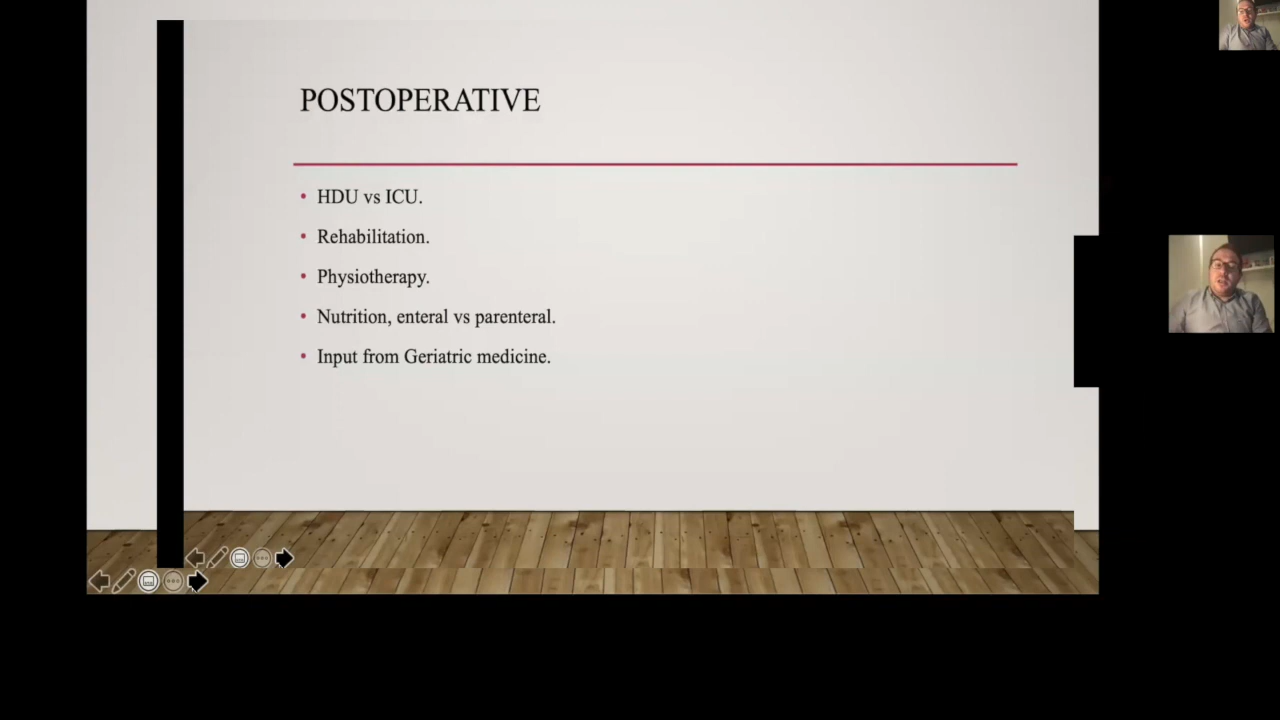 POSTOPERATIVE
• HDU vs ICU.
• Rehabilitation.
• Physiotherapy.
• Nutrition, enteral vs parenteral.
• Input from Geriatric medicine.